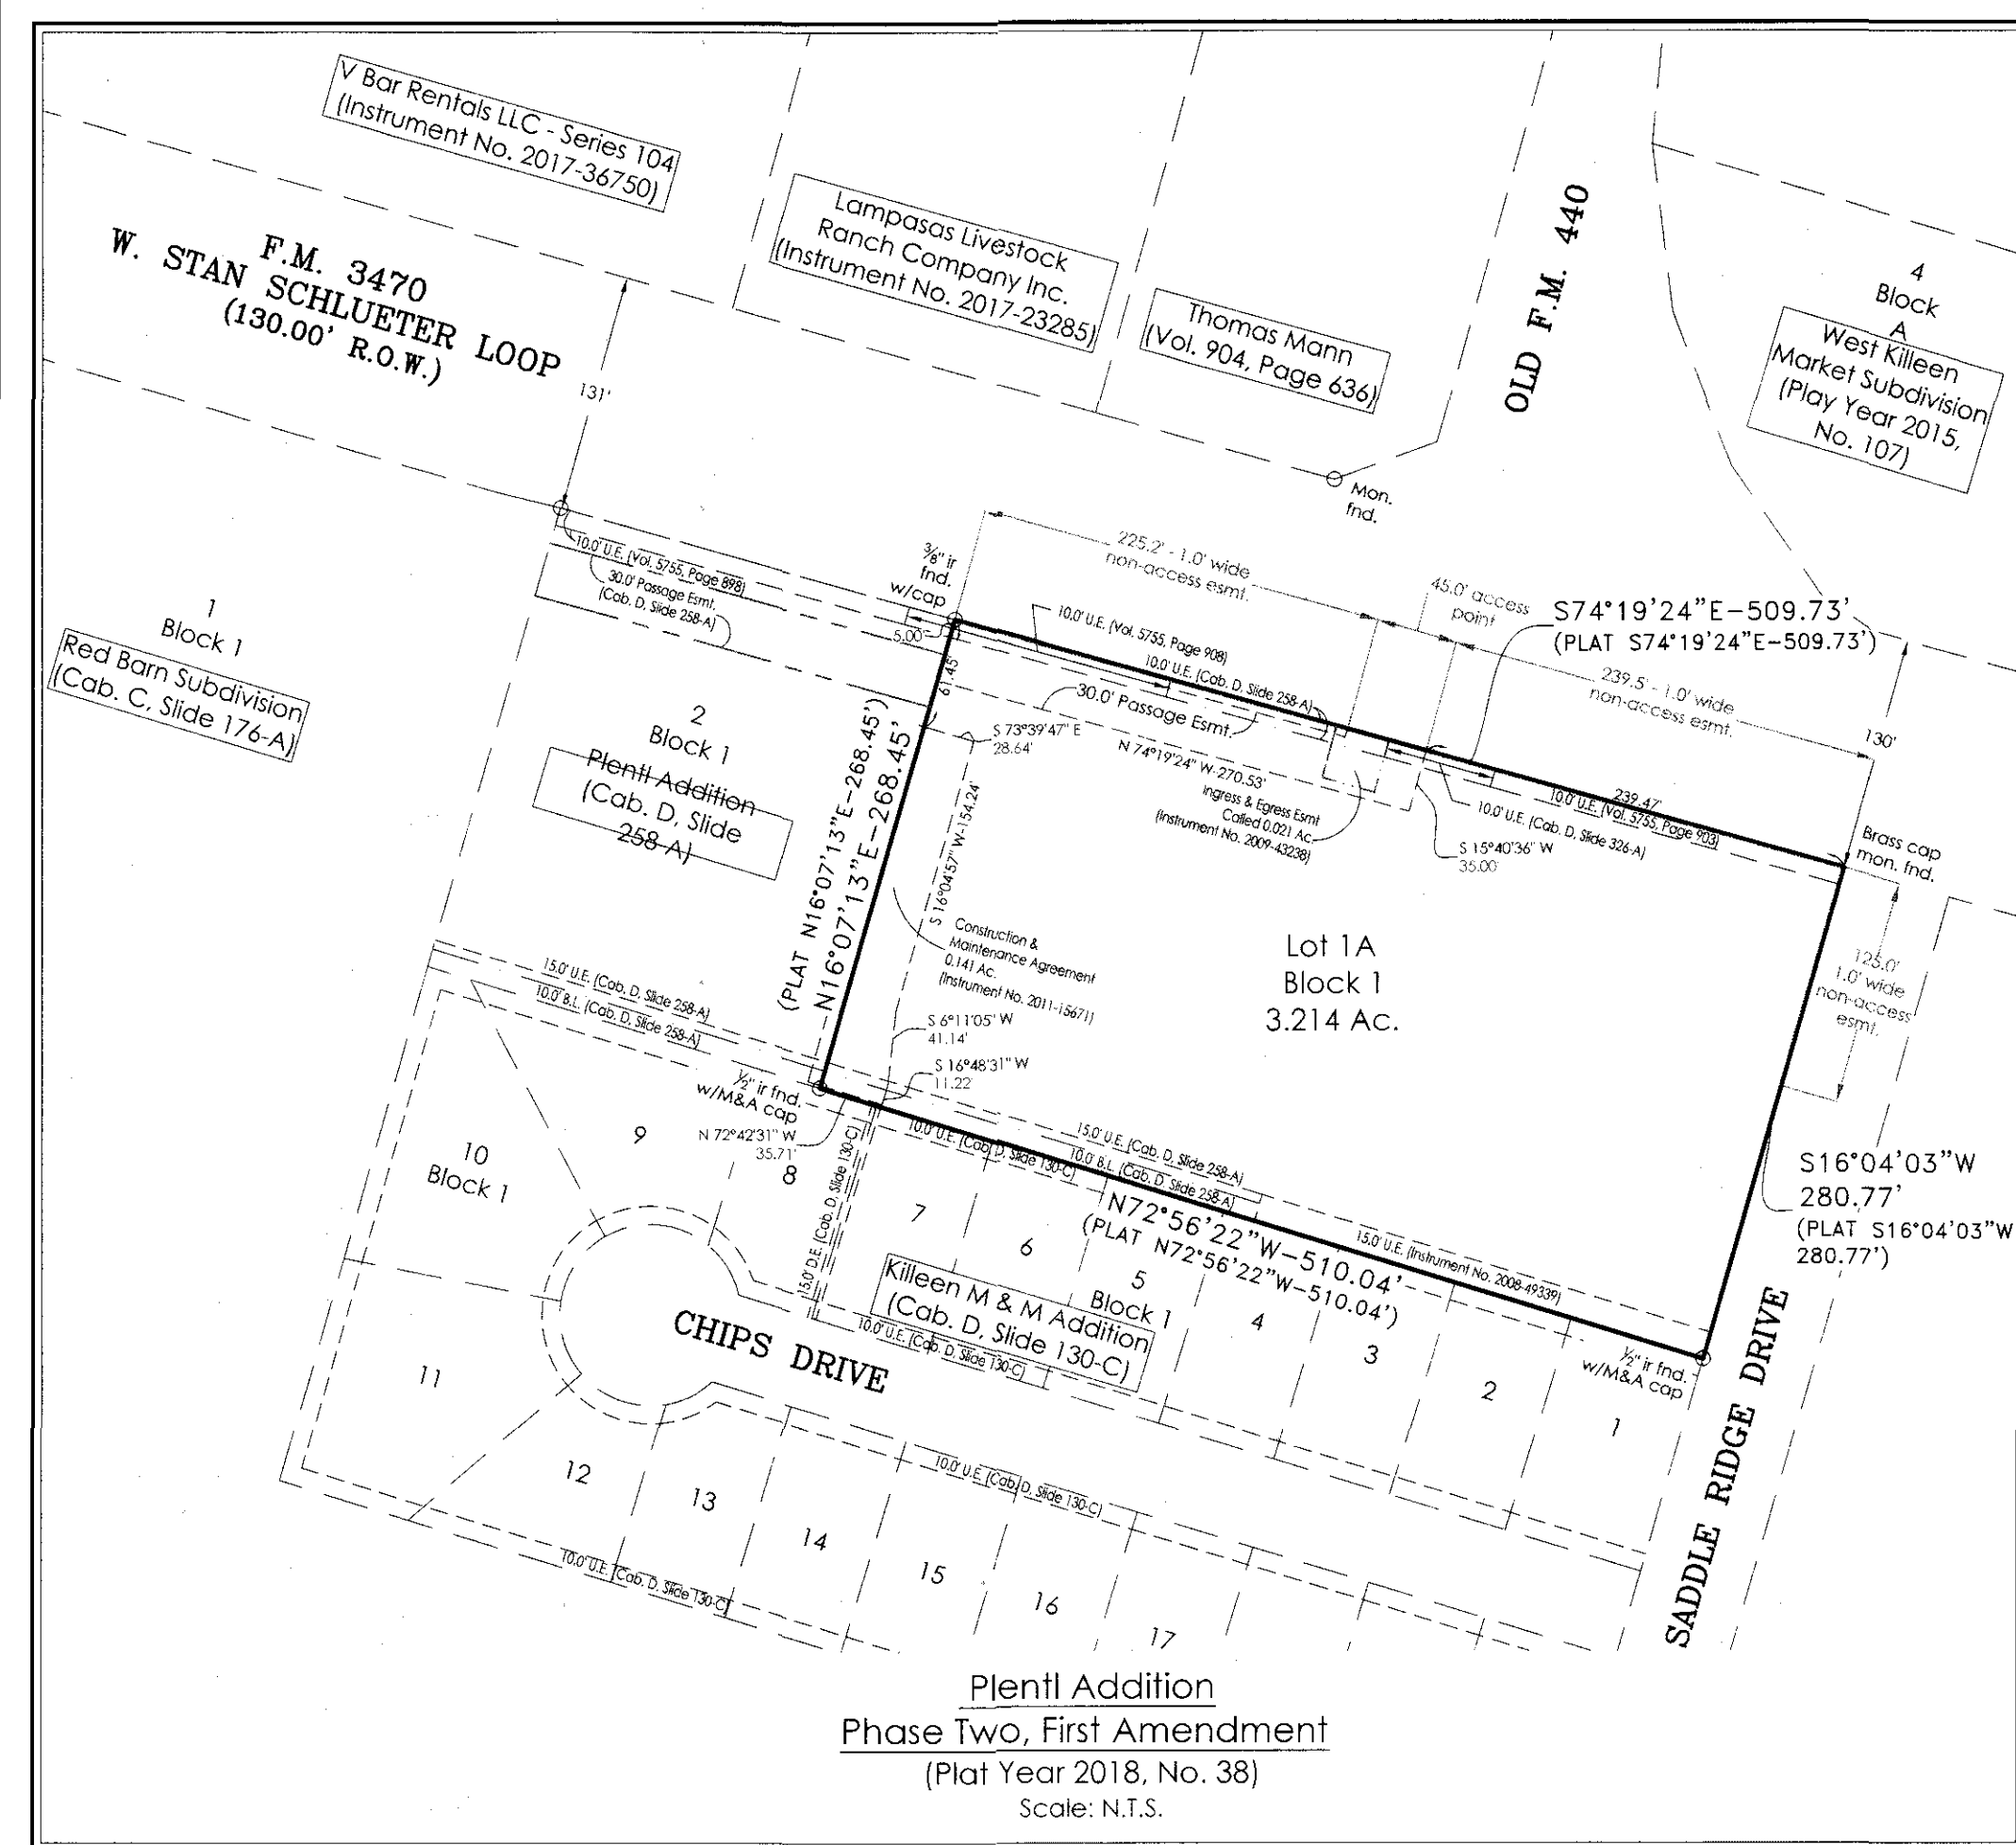 V Bar Rentals LLC - Series 104
(Instrument No. 2017-36750)
F.M. 3470
W. STAN SCHLUETER LOOP
(130.00' R.O.W.)
131'
Lampasas Livestock
Ranch Company Inc.
(Instrument No. 2017-23285)
Thomas Mann
(Vol. 904, Page 636)
OLD F.M. 440
4
Block
A
West Killeen
Market Subdivision
(Play Year 2015,
No. 107)
Mon.
fnd.
1
Block 1
Red Barn Subdivision
(Cab. C, Slide 176-A)
10.0' U.E. (Vol. 5755, Page 898)
30.0' Passage Esmt.
(Cab. D, Slide 258-A)
3/8" ir
fnd.
w/cap
5.00'
61.45'
225.2' - 1.0' wide
non-access esmt.
45.0' access
point
S74°19'24"E-509.73'
(PLAT S74°19'24"E-509.73')
239.5' - 1.0' wide
non-access esmt.
130'
10.0' U.E. (Vol. 5755, Page 908)
10.0' U.E. (Cab. D, Slide 258-A)
30.0' Passage Esmt.
S 73°39'47" E
28.64'
N 74°19'24" W-270.53'
Ingress & Egress Esmt
Called 0.021 Ac.
(Instrument No. 2009-43238)
239.47'
10.0' U.E. (Vol. 5755, Page 903)
10.0' U.E. (Cab. D, Slide 326-A)
S 15°40'36" W
35.00'
Brass cap
mon. fnd.
2
Block 1
Plentl Addition
(Cab. D, Slide
258-A)
(PLAT N16°07'13"E-268.45')
N16°07'13"E-268.45'
S 16°04'57" W-154.24'
Construction &
Maintenance Agreement
0.141 Ac.
(Instrument No. 2011-15671)
Lot 1A
Block 1
3.214 Ac.
125.0'
1.0' wide
non-access
esmt.
15.0' U.E. (Cab. D, Slide 258-A)
10.0' B.L. (Cab. D, Slide 258-A)
S 6°11'05" W
41.14'
S 16°48'31" W
11.22'
1/2" ir fnd.
w/M&A cap
N 72°42'31" W
35.71'
10.0' U.E. (Cab. D, Slide 130-C)
15.0' U.E. (Cab. D, Slide 258-A)
10.0' B.L. (Cab. D, Slide 258-A)
N72°56'22"W-510.04'
(PLAT N72°56'22"W-510.04')
15.0' U.E. (Instrument No. 2008-49339)
S16°04'03"W
280.77'
(PLAT S16°04'03"W
280.77')
10
Block 1
9
8
15.0' D.E. (Cab. D, Slide 130-C)
7
6
5
Block 1
Killeen M & M Addition
(Cab. D, Slide 130-C)
4
3
2
1
1/2" ir fnd.
w/M&A cap
SADDLE RIDGE DRIVE
CHIPS DRIVE
10.0' U.E. (Cab. D, Slide 130-C)
11
12
13
14
15
16
17
10.0' U.E. (Cab. D, Slide 130-C)
10.0' U.E. (Cab. D, Slide 130-C)
Plentl Addition
Phase Two, First Amendment
(Plat Year 2018, No. 38)
Scale: N.T.S.